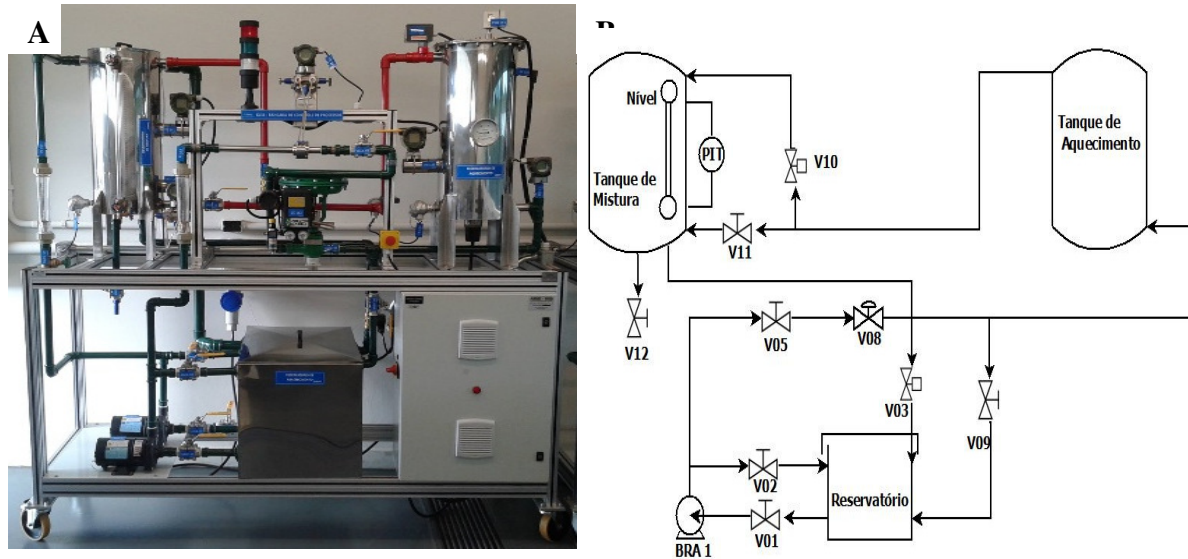 A
Nível
PIT
Tanque de
Mistura
V10
V11
V12
Tanque de
Aquecimento
V05
V08
V03
V09
V02
V01
BRA 1
Reservatório